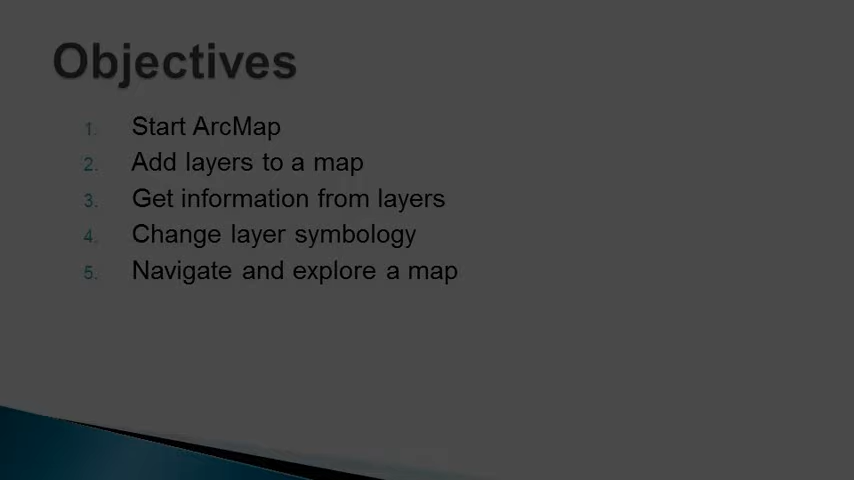 Objectives
1. Start ArcMap
2. Add layers to a map
3. Get information from layers
4. Change layer symbology
5. Navigate and explore a map